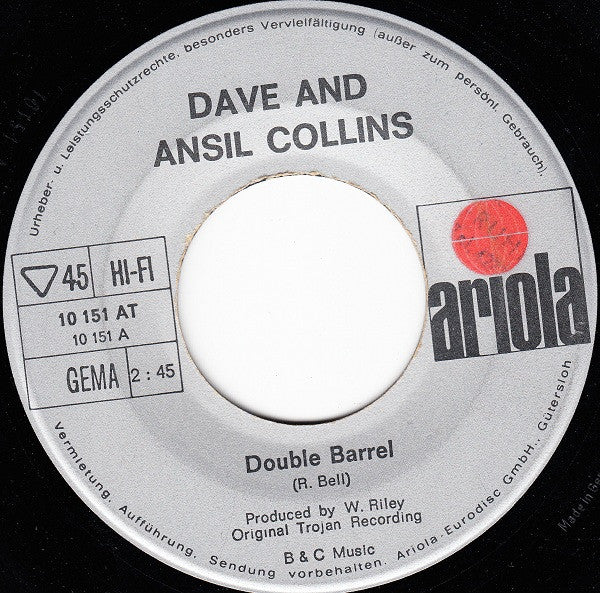 Urheber- u. Leistungsschutzrechte, besonders Vervielfältigung (außer zum persönl. Gebrauch),
DAVE AND
ANSIL COLLINS
45 HI-FI
10 151 AT
10 151 A
GEMA 2:45
ariola
Double Barrel
(R. Bell)
Produced by W. Riley
Original Trojan Recording
B & C Music
Vermietung, Aufführung, Sendung vorbehalten. Ariola-Eurodisc GmbH., Gütersloh
Made in